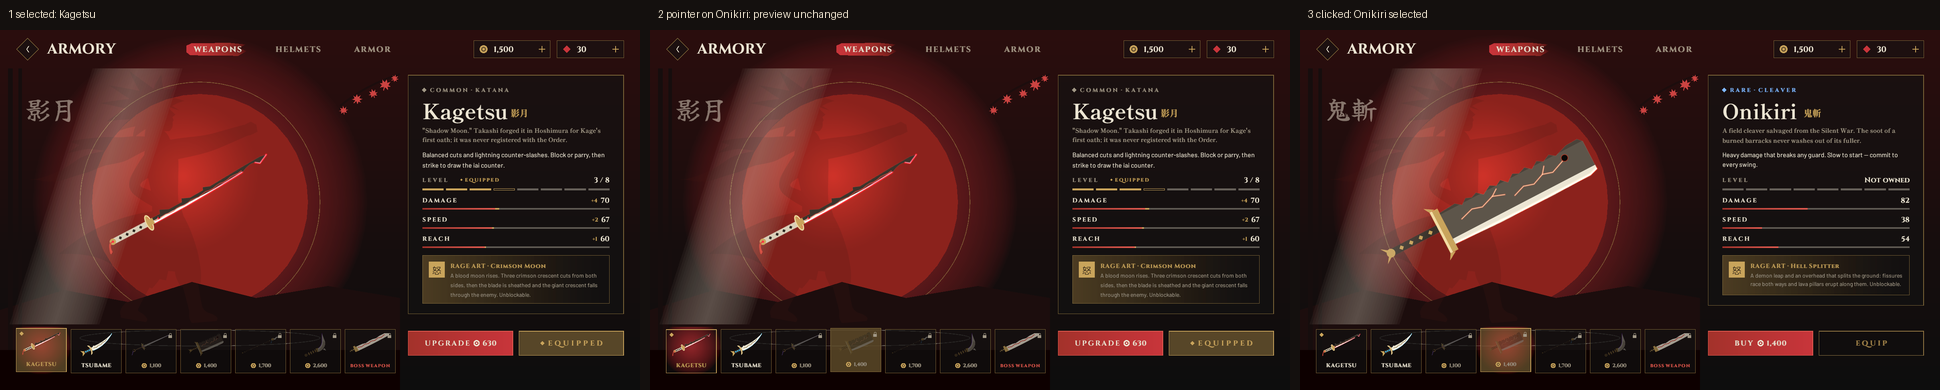 1 selected: Kagetsu
ARMORY
WEAPONS
HELMETS
ARMOR
1,500
30
影月
COMMON · KATANA
Kagetsu 影月
"Shadow Moon." Takashi forged it in Hoshimura for Kage's
first oath; it was never registered with the Order.
Balanced cuts and lightning counter-slashes. Block or parry, then
strike to draw the iai counter.
LEVEL EQUIPPED 3 / 8
DAMAGE +4 70
SPEED +2 67
REACH +1 60
RAGE ART · CRIMSON MOON
A blood moon rises. Three crimson crescent cuts from both
sides, then the blade is sheathed and the giant crescent falls
through the enemy. Unblockable.
KAGETSU
TSUBAME
1,100
1,400
1,700
2,600
BOSS WEAPON
UPGRADE 630
EQUIPPED
2 pointer on Onikiri: preview unchanged
ARMORY
WEAPONS
HELMETS
ARMOR
1,500
30
影月
COMMON · KATANA
Kagetsu 影月
"Shadow Moon." Takashi forged it in Hoshimura for Kage's
first oath; it was never registered with the Order.
Balanced cuts and lightning counter-slashes. Block or parry, then
strike to draw the iai counter.
LEVEL EQUIPPED 3 / 8
DAMAGE +4 70
SPEED +2 67
REACH +1 60
RAGE ART · CRIMSON MOON
A blood moon rises. Three crimson crescent cuts from both
sides, then the blade is sheathed and the giant crescent falls
through the enemy. Unblockable.
KAGETSU
TSUBAME
1,100
1,400
1,700
2,600
BOSS WEAPON
UPGRADE 630
EQUIPPED
3 clicked: Onikiri selected
ARMORY
WEAPONS
HELMETS
ARMOR
1,500
30
鬼斬
RARE · CLEAVER
Onikiri 鬼斬
A field cleaver salvaged from the Silent War. The soot of a
burned barracks never washes out of its fuller.
Heavy damage that breaks any guard. Slow to start — commit to
every swing.
LEVEL NOT OWNED
DAMAGE 82
SPEED 38
REACH 54
RAGE ART · HELL SPLITTER
A demon leap and an overhead that splits the ground: fissures
race both ways and lava pillars erupt along them. Unblockable.
KAGETSU
TSUBAME
1,100
1,400
1,700
2,600
BOSS WEAPON
BUY 1,400
EQUIP